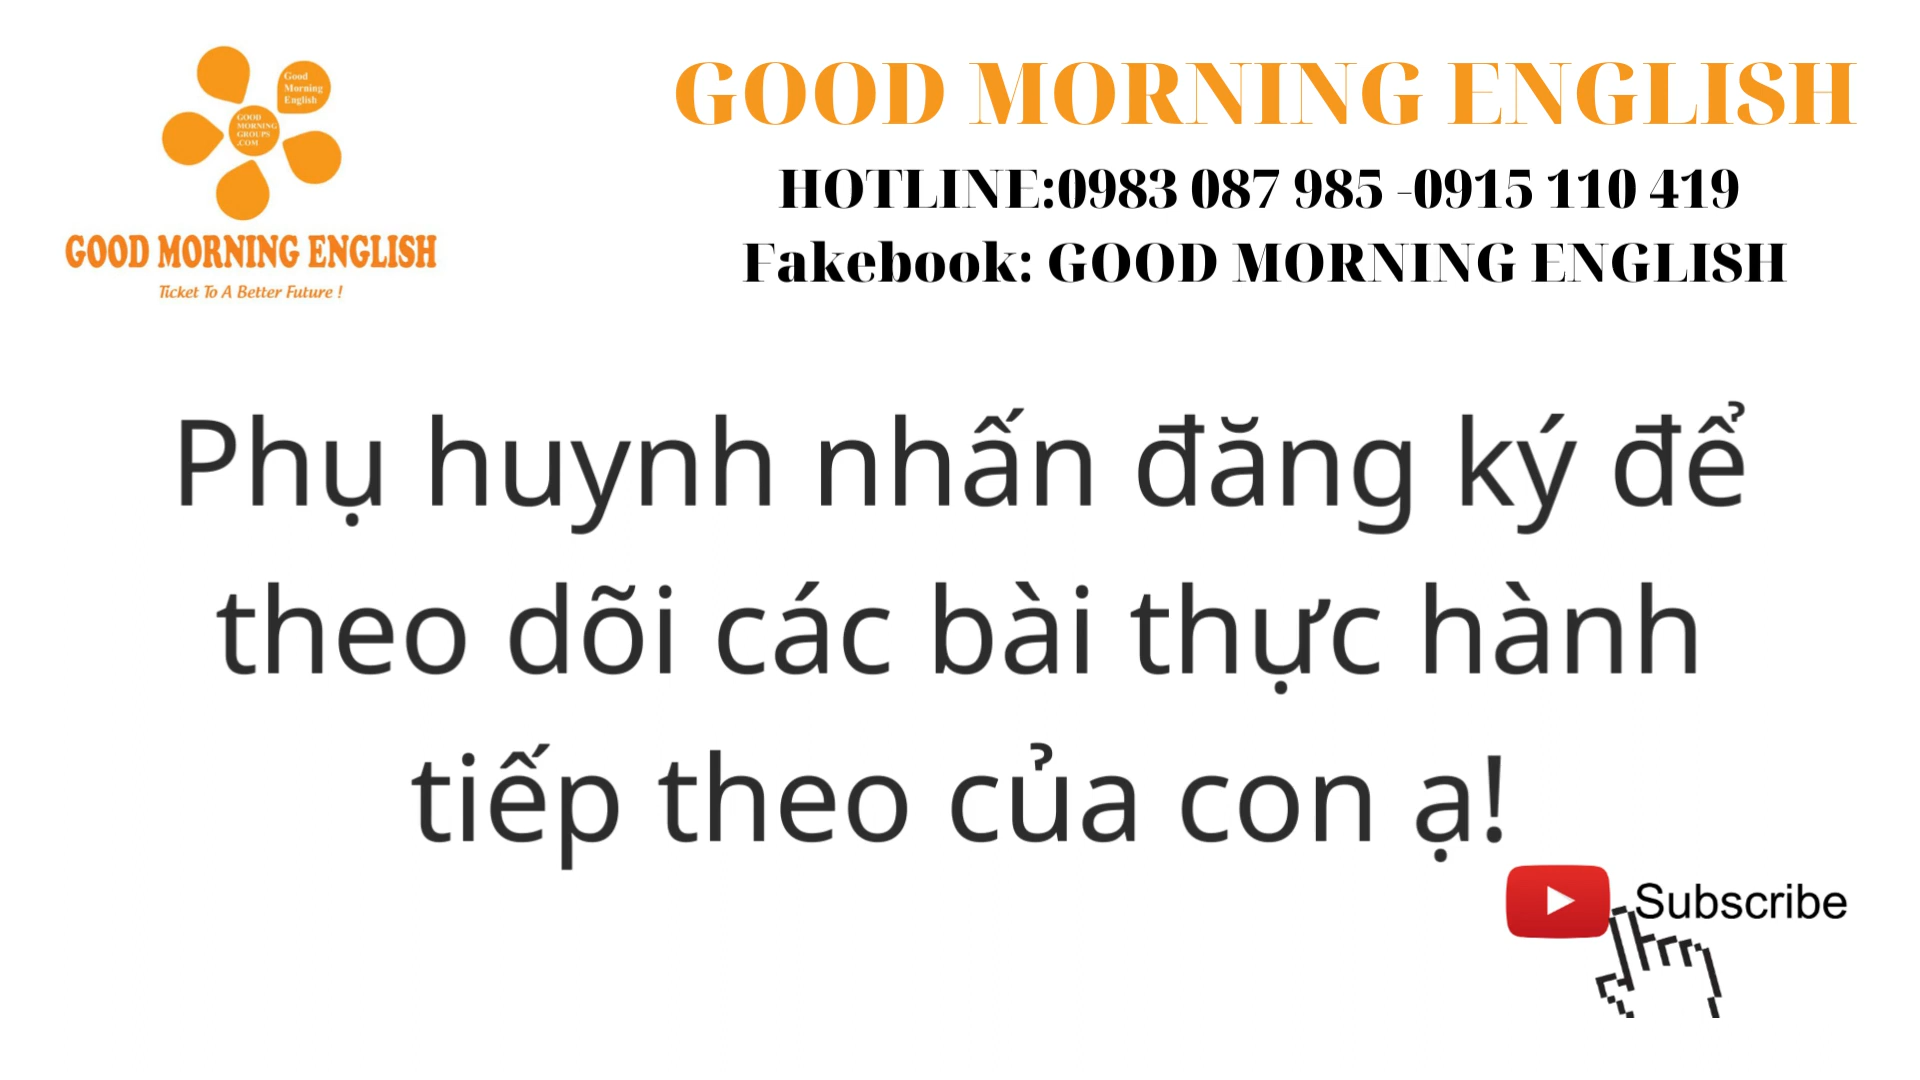 Good
Morning
English
GOOD
MORNING
GROUPS
.COM
GOOD MORNING ENGLISH
Ticket To A Better Future !
GOOD MORNING ENGLISH
HOTLINE:0983 087 985 -0915 110 419
Fakebook: GOOD MORNING ENGLISH
Phụ huynh nhấn đăng ký để
theo dõi các bài thực hành
tiếp theo của con ạ!
Subscribe